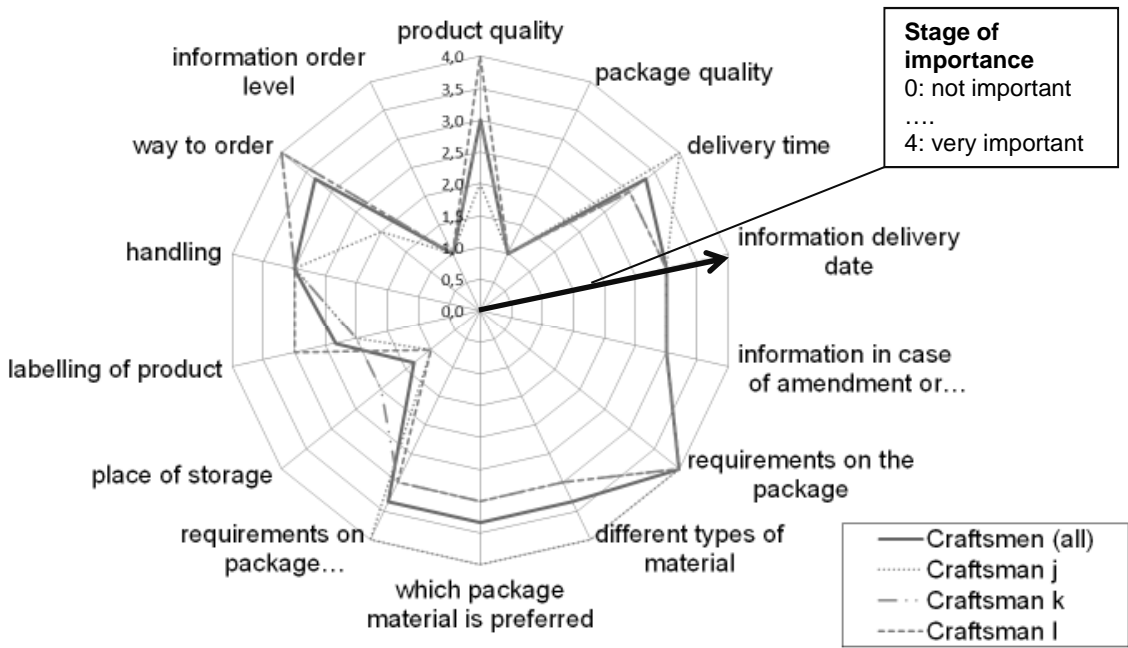 product quality
package quality
delivery time
information delivery
date
information in case
of amendment or…
requirements on the
package
different types of
material
which package
material is preferred
requirements on
package…
place of storage
labelling of product
handling
way to order
information order
level
4,0
3,5
3,0
2,5
2,0
1,5
1,0
0,5
0,0
Stage of
importance
0: not important
….
4: very important
Craftsmen (all)
Craftsman j
Craftsman k
Craftsman l